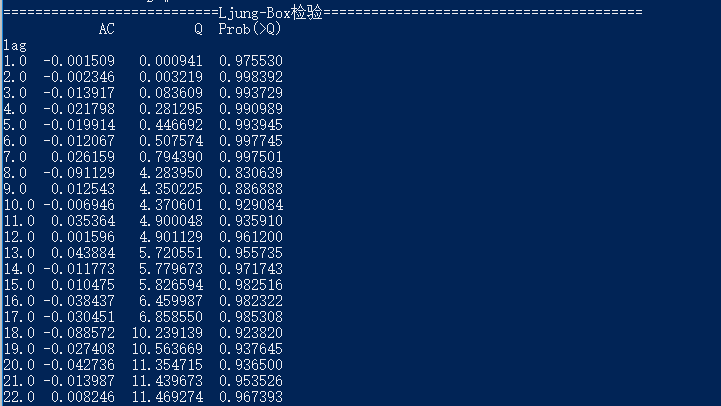 ===========================Ljung-Box检验========================================
AC Q Prob(>Q)
lag
1.0 -0.001509 0.000941 0.975530
2.0 -0.002346 0.003219 0.998392
3.0 -0.013917 0.083609 0.993729
4.0 -0.021798 0.281295 0.990989
5.0 -0.019914 0.446692 0.993945
6.0 -0.012067 0.507574 0.997745
7.0 0.026159 0.794390 0.997501
8.0 -0.091129 4.283950 0.830639
9.0 0.012543 4.350225 0.886888
10.0 -0.006946 4.370601 0.929084
11.0 0.035364 4.900048 0.935910
12.0 0.001596 4.901129 0.961200
13.0 0.043884 5.720551 0.955735
14.0 -0.011773 5.779673 0.971743
15.0 0.010475 5.826594 0.982516
16.0 -0.038437 6.459987 0.982322
17.0 -0.030451 6.858550 0.985308
18.0 -0.088572 10.239139 0.923820
19.0 -0.027408 10.563669 0.937645
20.0 -0.042736 11.354715 0.936500
21.0 -0.013987 11.439673 0.953526
22.0 0.008246 11.469274 0.967393